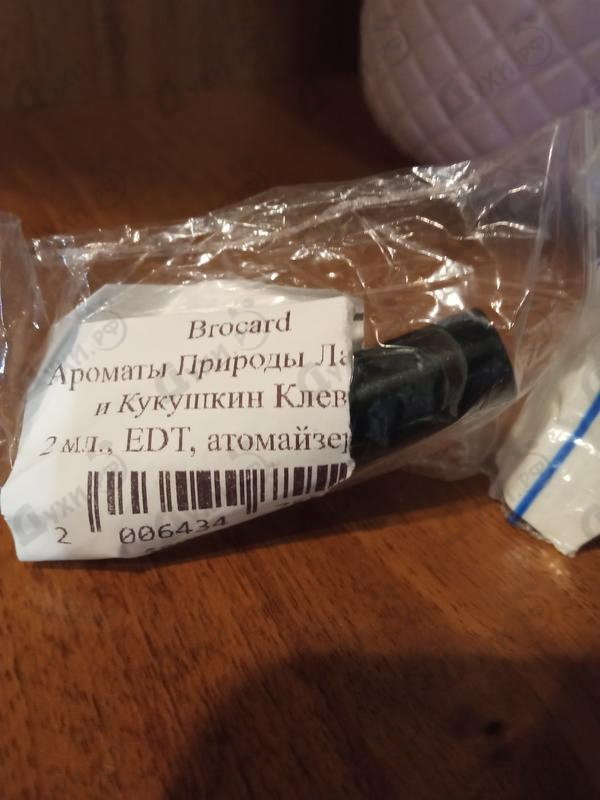 Brocard
Ароматы Природы Ла
и Кукушкин Клев
2 мл., EDT, атомайзер
2 006434